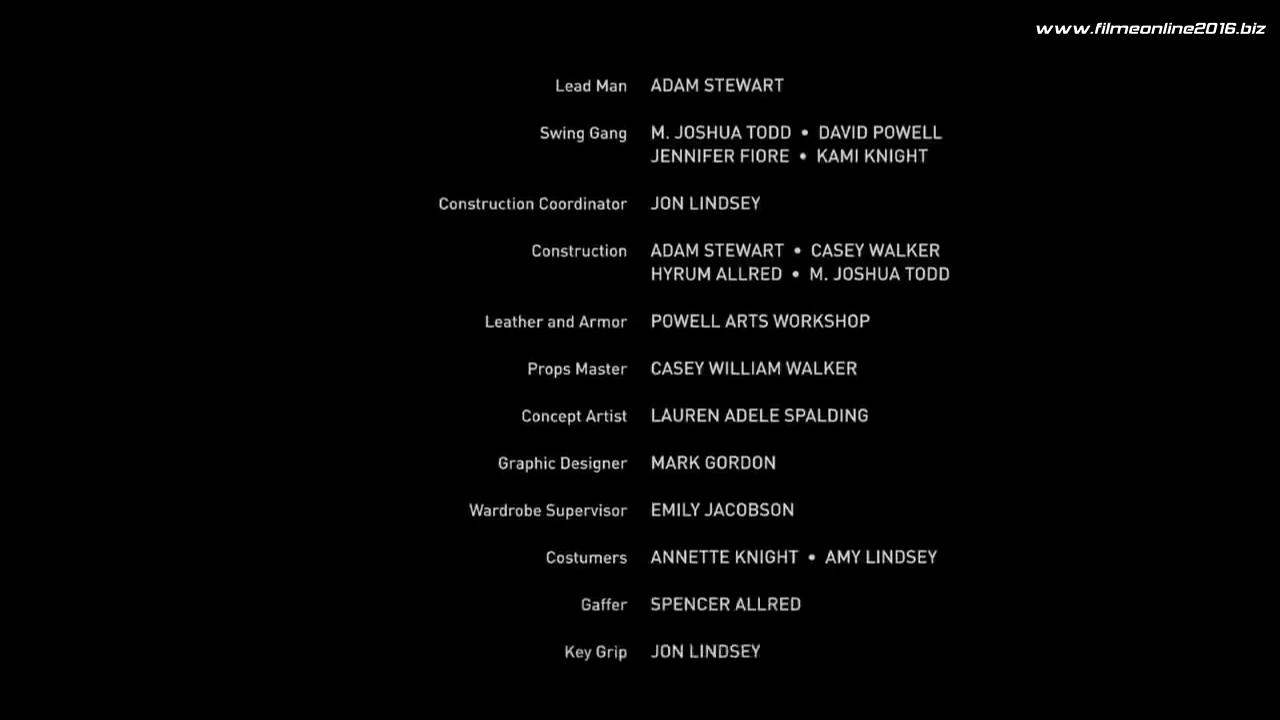 www.filmeonline2016.biz
Lead Man ADAM STEWART
Swing Gang M. JOSHUA TODD • DAVID POWELL
JENNIFER FIORE • KAMI KNIGHT
Construction Coordinator JON LINDSEY
Construction ADAM STEWART • CASEY WALKER
HYRUM ALLRED • M. JOSHUA TODD
Leather and Armor POWELL ARTS WORKSHOP
Props Master CASEY WILLIAM WALKER
Concept Artist LAUREN ADELE SPALDING
Graphic Designer MARK GORDON
Wardrobe Supervisor EMILY JACOBSON
Costumers ANNETTE KNIGHT • AMY LINDSEY
Gaffer SPENCER ALLRED
Key Grip JON LINDSEY